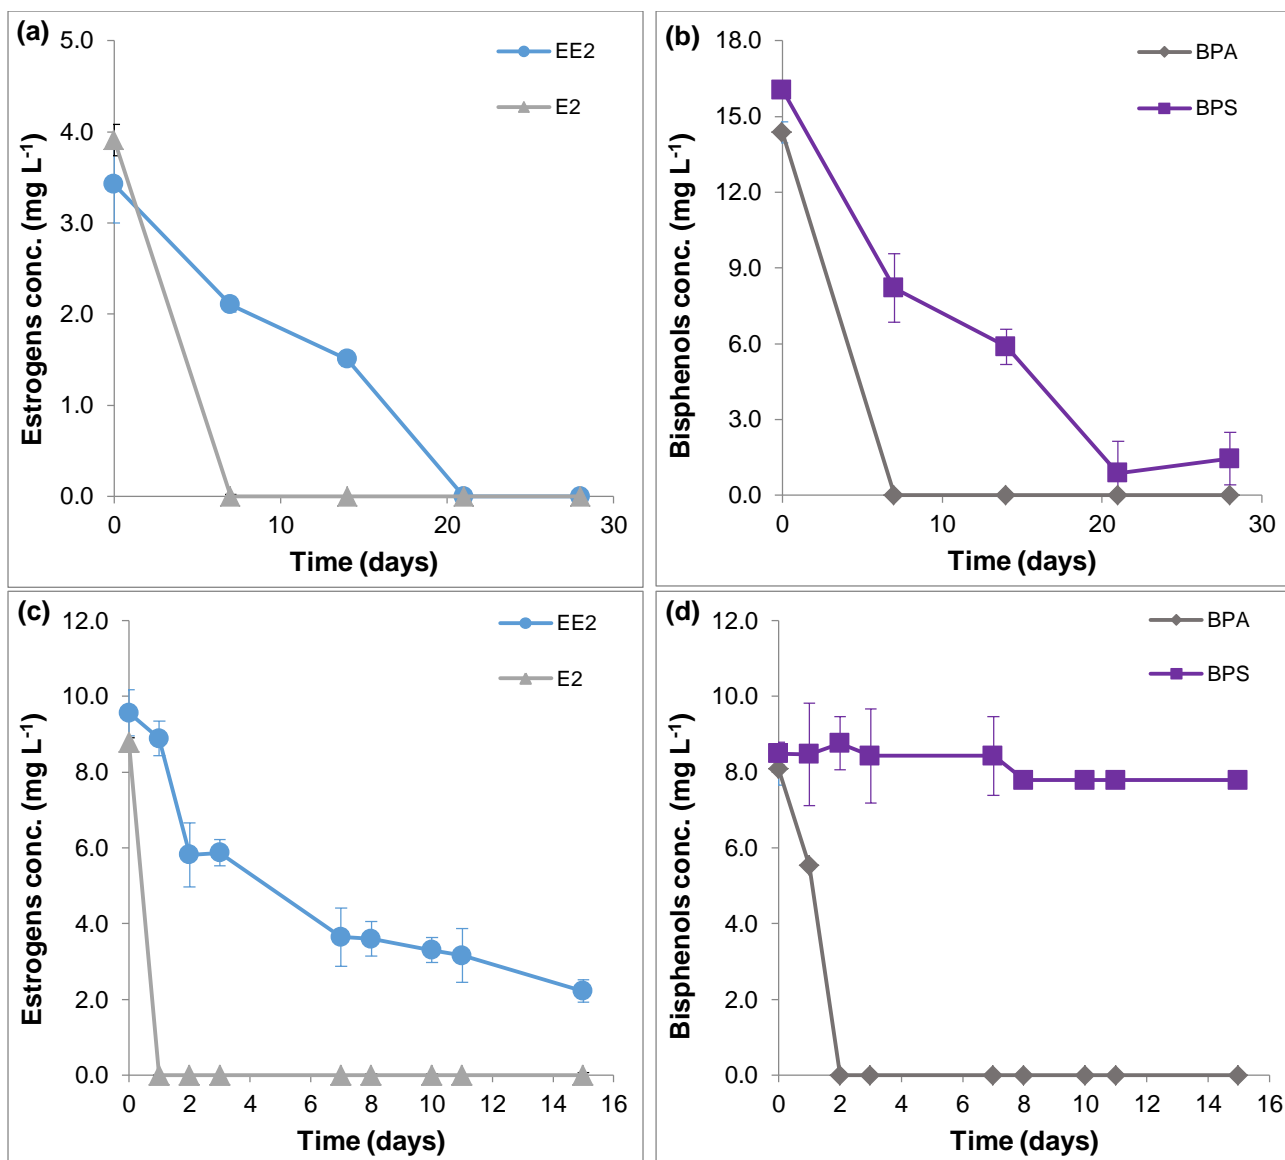 (a)
5.0
4.0
3.0
2.0
1.0
0.0
Estrogens conc. (mg L-1)
EE2
E2
0 10 20 30
Time (days)
(b)
18.0
15.0
12.0
9.0
6.0
3.0
0.0
Bisphenols conc. (mg L-1)
BPA
BPS
0 10 20 30
Time (days)
(c)
12.0
10.0
8.0
6.0
4.0
2.0
0.0
Estrogens conc. (mg L-1)
EE2
E2
0 2 4 6 8 10 12 14 16
Time (days)
(d)
12.0
10.0
8.0
6.0
4.0
2.0
0.0
Bisphenols conc. (mg L-1)
BPA
BPS
0 2 4 6 8 10 12 14 16
Time (days)